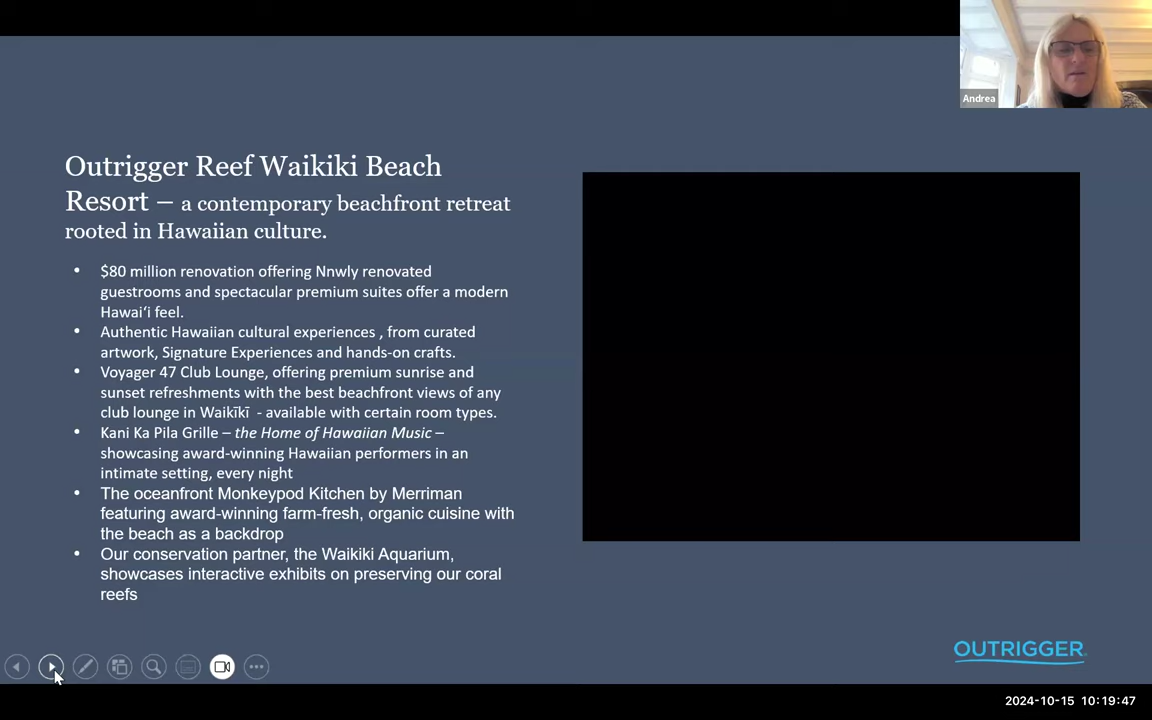 Andrea
Outrigger Reef Waikiki Beach
Resort – a contemporary beachfront retreat
rooted in Hawaiian culture.
• $80 million renovation offering Nnwly renovated
guestrooms and spectacular premium suites offer a modern
Hawaiʻi feel.
• Authentic Hawaiian cultural experiences , from curated
artwork, Signature Experiences and hands-on crafts.
• Voyager 47 Club Lounge, offering premium sunrise and
sunset refreshments with the best beachfront views of any
club lounge in Waikīkī - available with certain room types.
• Kani Ka Pila Grille – the Home of Hawaiian Music –
showcasing award-winning Hawaiian performers in an
intimate setting, every night
• The oceanfront Monkeypod Kitchen by Merriman
featuring award-winning farm-fresh, organic cuisine with
the beach as a backdrop
• Our conservation partner, the Waikiki Aquarium,
showcases interactive exhibits on preserving our coral
reefs
OUTRIGGER.
2024-10-15 10:19:47